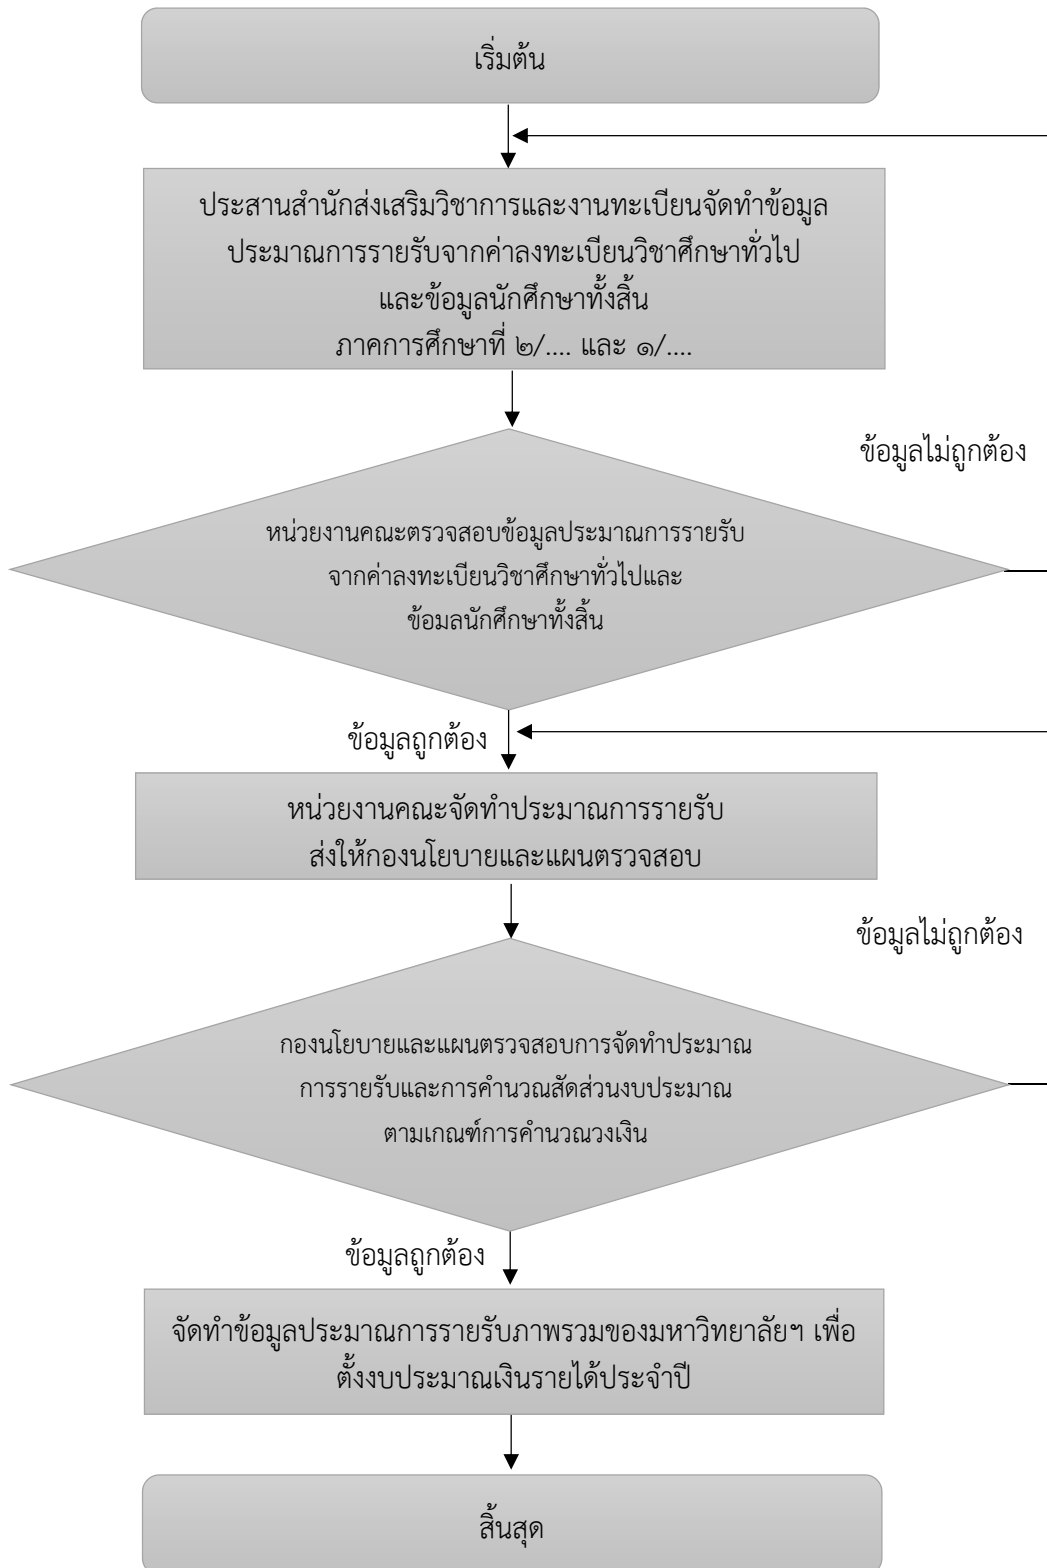 เริ่มต้น
ประสานสำนักส่งเสริมวิชาการและงานทะเบียนจัดทำข้อมูล
ประมาณการรายรับจากค่าลงทะเบียนวิชาศึกษาทั่วไป
และข้อมูลนักศึกษาทั้งสิ้น
ภาคการศึกษาที่ ๒/.... และ ๑/....
ข้อมูลไม่ถูกต้อง
หน่วยงานคณะตรวจสอบข้อมูลประมาณการรายรับ
จากค่าลงทะเบียนวิชาศึกษาทั่วไปและ
ข้อมลนักศึกษาทั้งสิ้น
ข้อมูลถูกต้อง
หน่วยงานคณะจัดทำประมาณการรายรับ
ส่งให้กองนโยบายและแผนตรวจสอบ
ข้อมูลไม่ถูกต้อง
กองนโยบายและแผนตรวจสอบการจัดทำประมาณ
การรายรับและการคำนวณสัดส่วนงบประมาณ
ตามเกณฑ์การคำนวณวงเงิน
ข้อมูลถูกต้อง
จัดทำข้อมูลประมาณการรายรับภาพรวมของมหาวิทยาลัยฯ เพื่อ
ตั้งงบประมาณเงินรายได้ประจำปี
สิ้นสุด